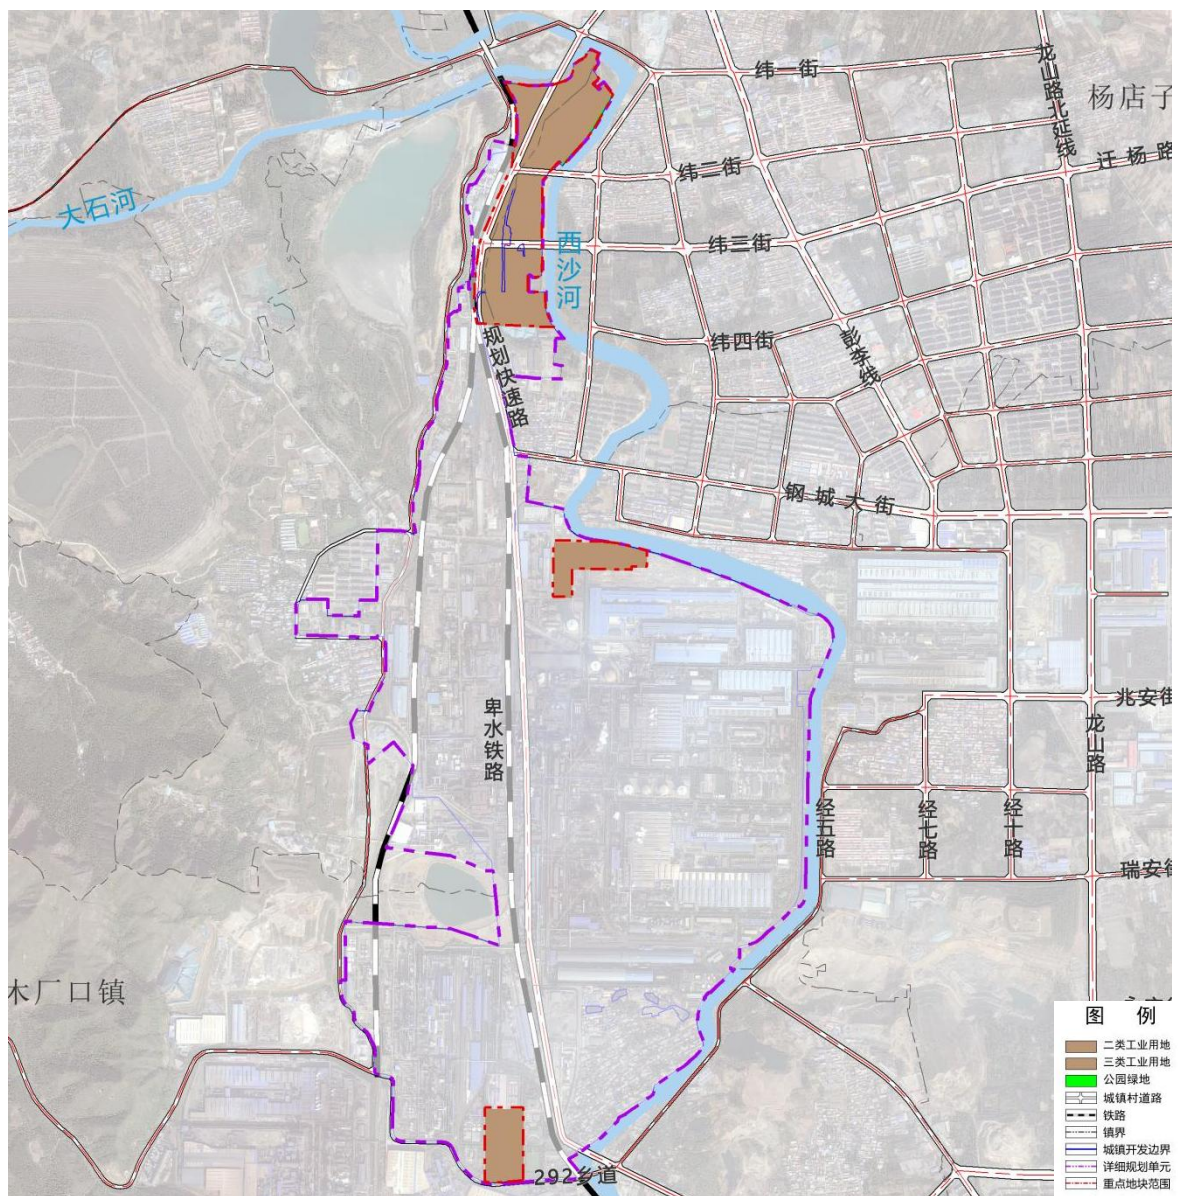 纬一街
龙山路北延线
杨店子
迁杨路
纬二街
大石河
纬三街
西沙河
规划快速路
纬四街
彭李线
钢城大街
卑水铁路
兆安街
龙山路
经五路
经七路
经十路
瑞安街
木厂口镇
292乡道
图 例
二类工业用地
三类工业用地
公园绿地
城镇村道路
铁路
镇界
城镇开发边界
详细规划单元
重点地块范围